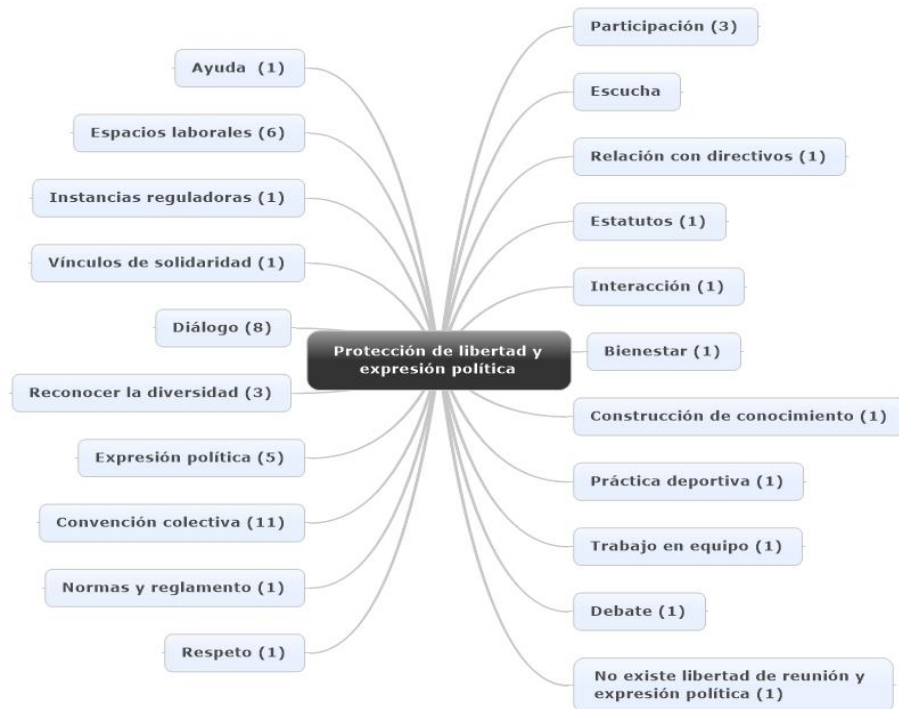 Ayuda (1)
Espacios laborales (6)
Instancias reguladoras (1)
Vínculos de solidaridad (1)
Diálogo (8)
Reconocer la diversidad (3)
Expresión política (5)
Convención colectiva (11)
Normas y reglamento (1)
Respeto (1)
Protección de libertad y
expresión política
Participación (3)
Escucha
Relación con directivos (1)
Estatutos (1)
Interacción (1)
Bienestar (1)
Construcción de conocimiento (1)
Práctica deportiva (1)
Trabajo en equipo (1)
Debate (1)
No existe libertad de reunión y
expresión política (1)